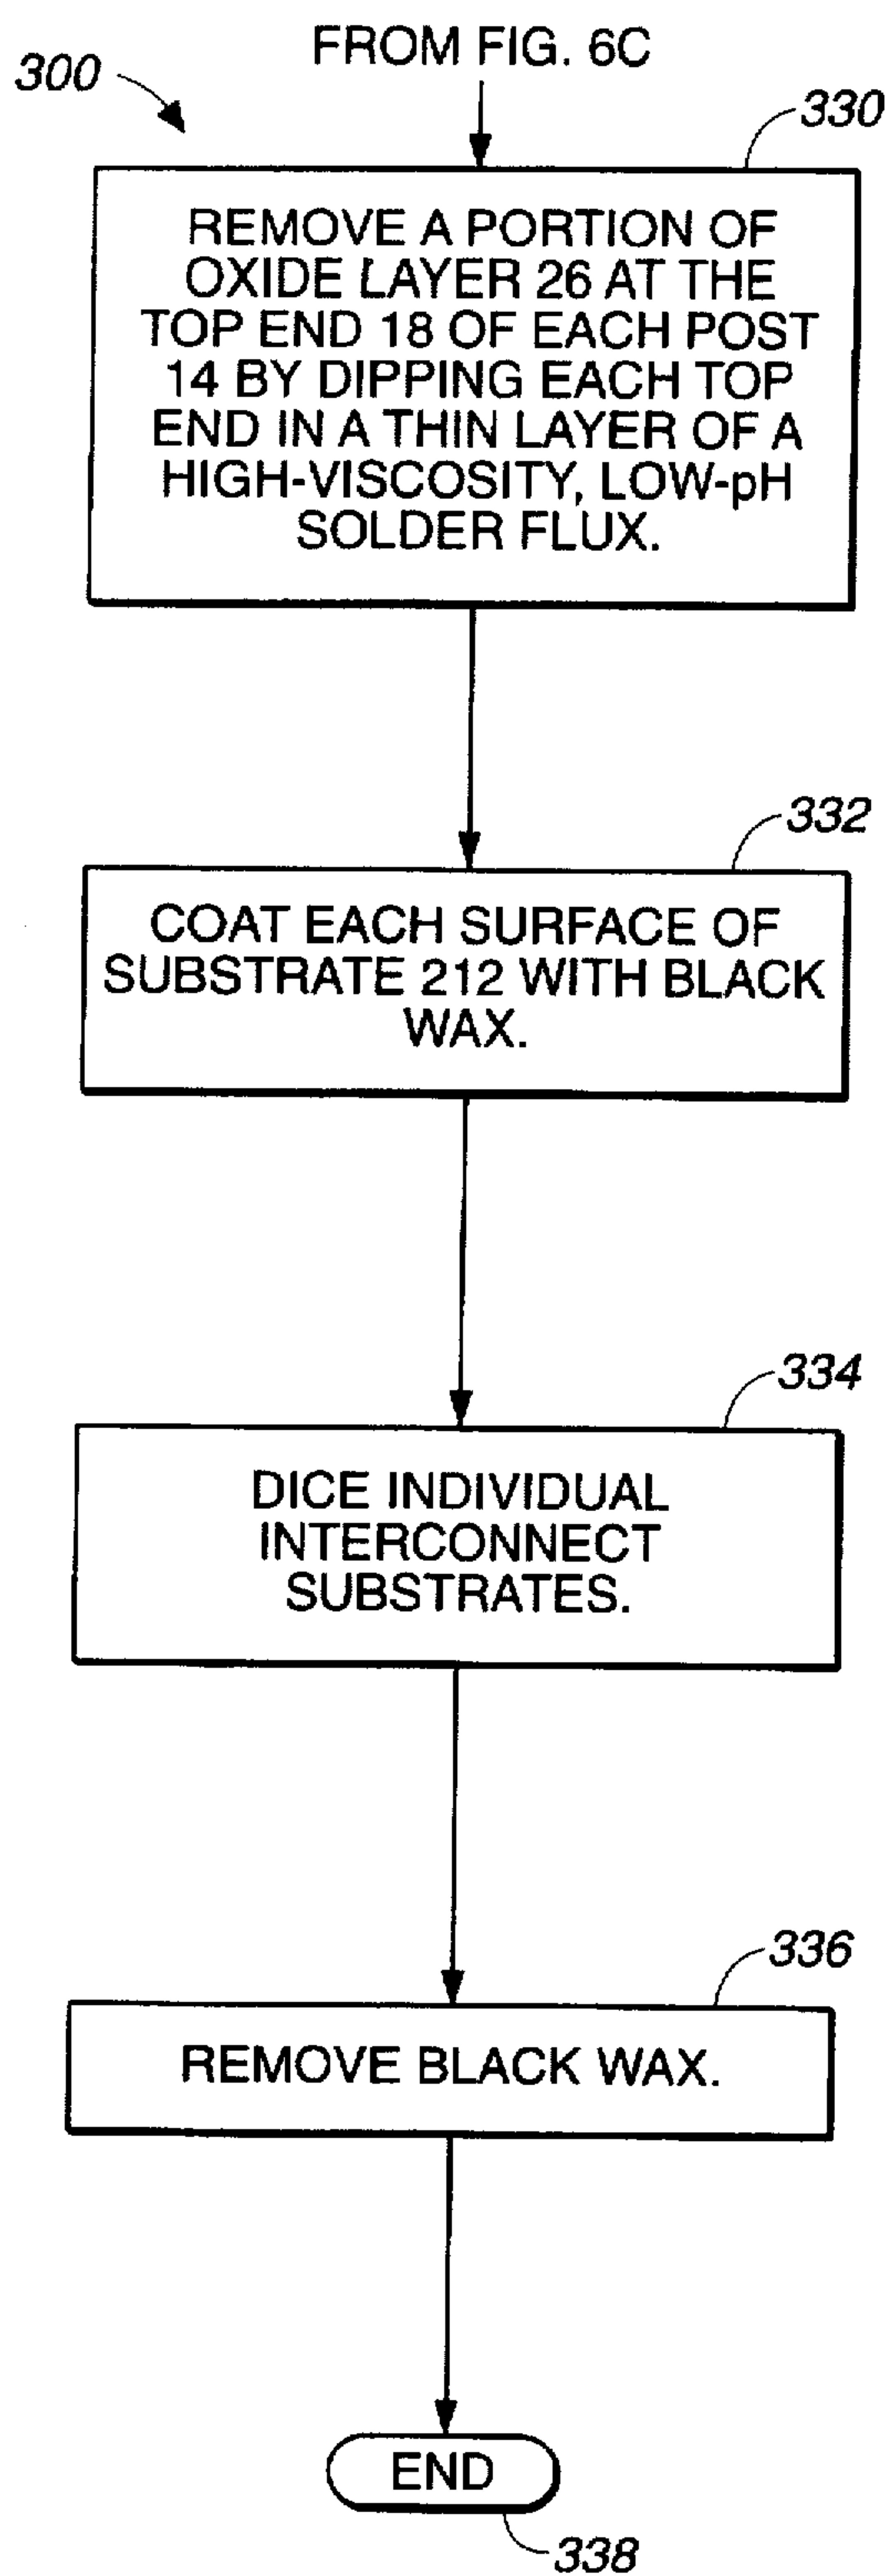 FROM FIG. 6C
300
330
REMOVE A PORTION OF
OXIDE LAYER 26 AT THE
TOP END 18 OF EACH POST
14 BY DIPPING EACH TOP
END IN A THIN LAYER OF A
HIGH-VISCOSITY, LOW-pH
SOLDER FLUX.
332
COAT EACH SURFACE OF
SUBSTRATE 212 WITH BLACK
WAX.
334
DICE INDIVIDUAL
INTERCONNECT
SUBSTRATES.
336
REMOVE BLACK WAX.
END
338